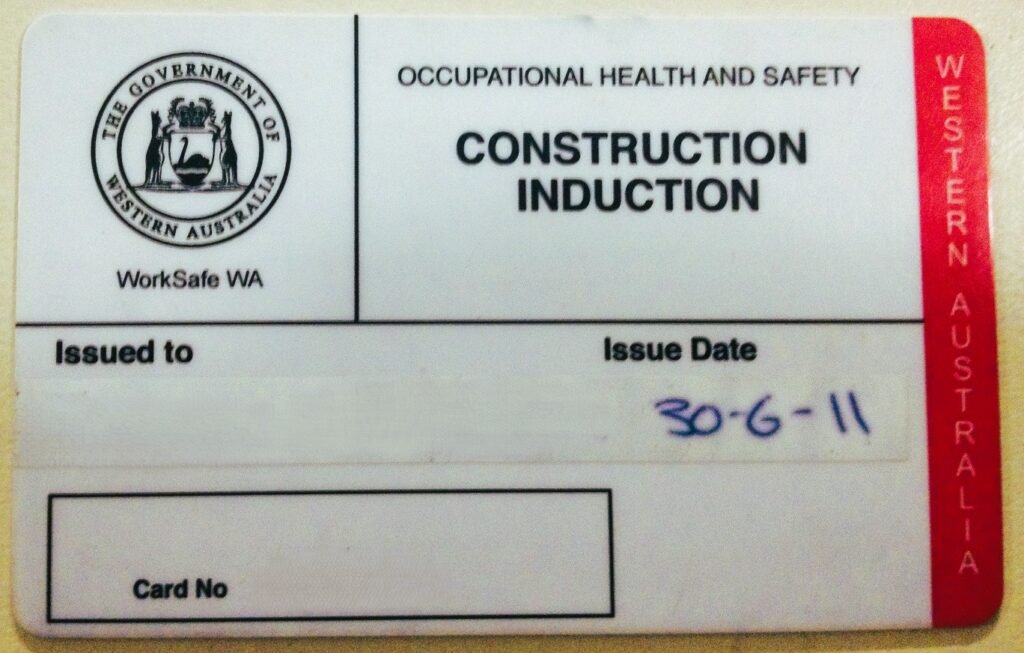 THE GOVERNMENT OF
WESTERN AUSTRALIA
WorkSafe WA
OCCUPATIONAL HEALTH AND SAFETY
CONSTRUCTION
INDUCTION
WESTERN AUSTRALIA
Issued to
Issue Date
30-6-11
Card No